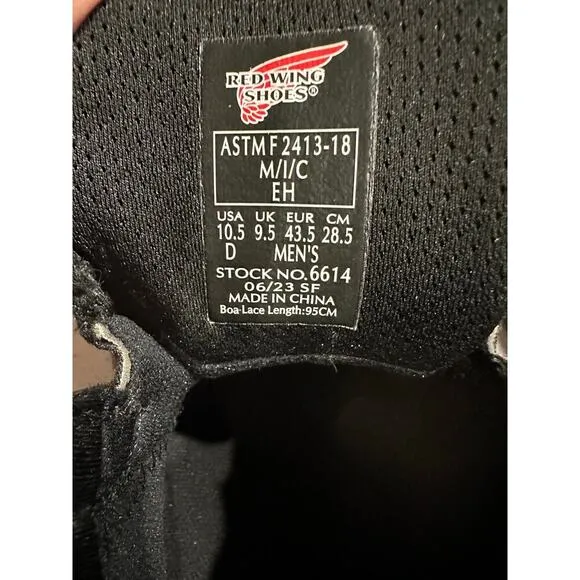 RED WING
SHOES®
ASTM F 2413-18
M/I/C
EH
USA UK EUR CM
10.5 9.5 43.5 28.5
D MEN'S
STOCK NO.6614
06/23 SF
MADE IN CHINA
Boa-Lace Length:95CM